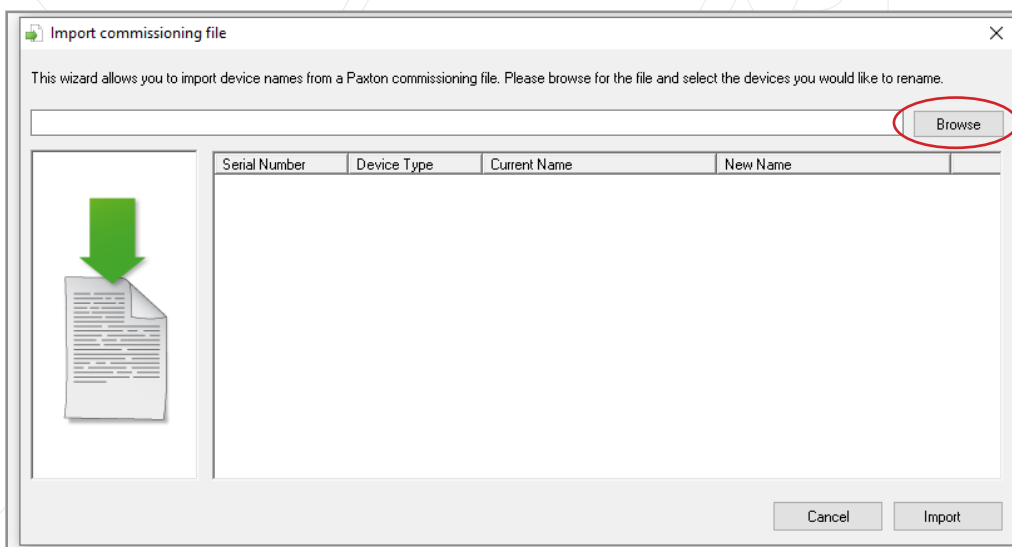 Import commissioning file
This wizard allows you to import device names from a Paxton commissioning file. Please browse for the file and select the devices you would like to rename.
Browse
Serial Number Device Type Current Name New Name
Cancel Import